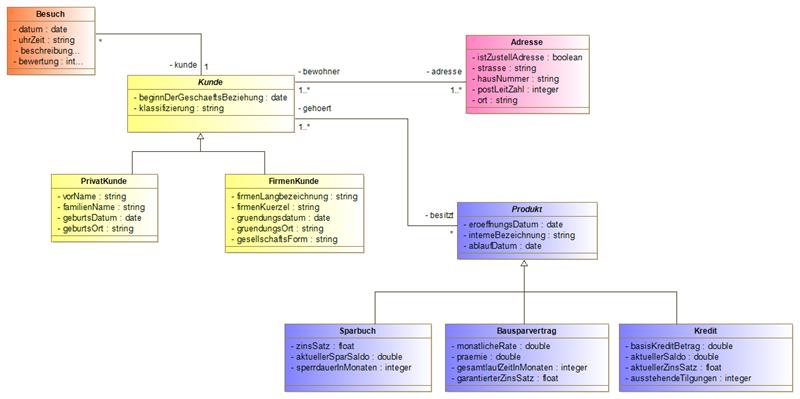 Besuch
- datum : date
- uhrZeit : string
- beschreibung...
- bewertung : int...
*
- kunde
1
Kunde
- beginnDerGeschaeftsBeziehung : date
- klassifizierung : string
- bewohner
1..*
- adresse
1..*
Adresse
- istZustellAdresse : boolean
- strasse : string
- hausNummer : string
- postLeitZahl : integer
- ort : string
- gehoert
1..*
PrivatKunde
- vorName : string
- familienName : string
- geburtsDatum : date
- geburtsOrt : string
FirmenKunde
- firmenLangbezeichnung : string
- firmenKuerzel : string
- gruendungsdatum : date
- gruendungsOrt : string
- gesellschaftsForm : string
- besitzt
*
Produkt
- eroeffnungsDatum : date
- interneBezeichnung : string
- ablaufDatum : date
Sparbuch
- zinsSatz : float
- aktuellerSparSaldo : double
- sperrdauerInMonaten : integer
Bausparvertrag
- monatlicheRate : double
- praemie : double
- gesamtlaufZeitInMonaten : integer
- garantierterZinsSatz : float
Kredit
- basisKreditBetrag : double
- aktuellerSaldo : double
- aktuellerZinsSatz : float
- ausstehendeTilgungen : integer